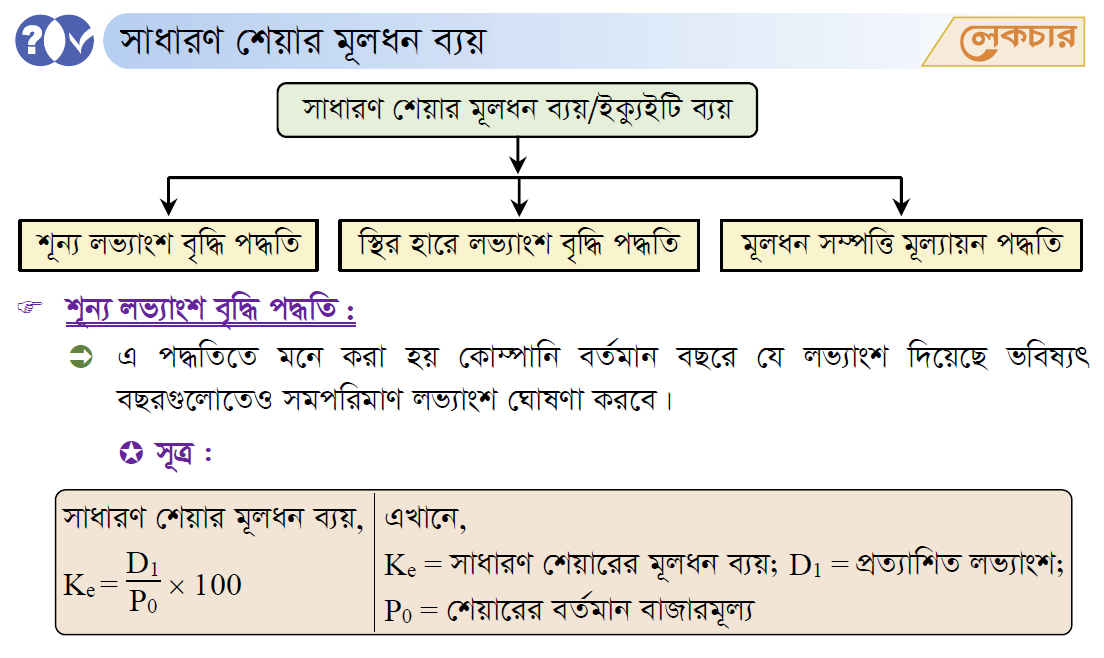 সাধারণ শেয়ার মূলধন ব্যয়
লেকচার
সাধারণ শেয়ার মূলধন ব্যয়/ইক্যুইটি ব্যয়
শূন্য লভ্যাংশ বৃদ্ধি পদ্ধতি
স্থির হারে লভ্যাংশ বৃদ্ধি পদ্ধতি
মূলধন সম্পত্তি মূল্যায়ন পদ্ধতি
শূন্য লভ্যাংশ বৃদ্ধি পদ্ধতি :
এ পদ্ধতিতে মনে করা হয় কোম্পানি বর্তমান বছরে যে লভ্যাংশ দিয়েছে ভবিষ্যৎ
বছরগুলোতেও সমপরিমাণ লভ্যাংশ ঘোষণা করবে।
সূত্র :
সাধারণ শেয়ার মূলধন ব্যয়,
Ke = D1/P0 × 100
এখানে,
Ke = সাধারণ শেয়ারের মূলধন ব্যয়; D1 = প্রত্যাশিত লভ্যাংশ;
P0 = শেয়ারের বর্তমান বাজারমূল্য